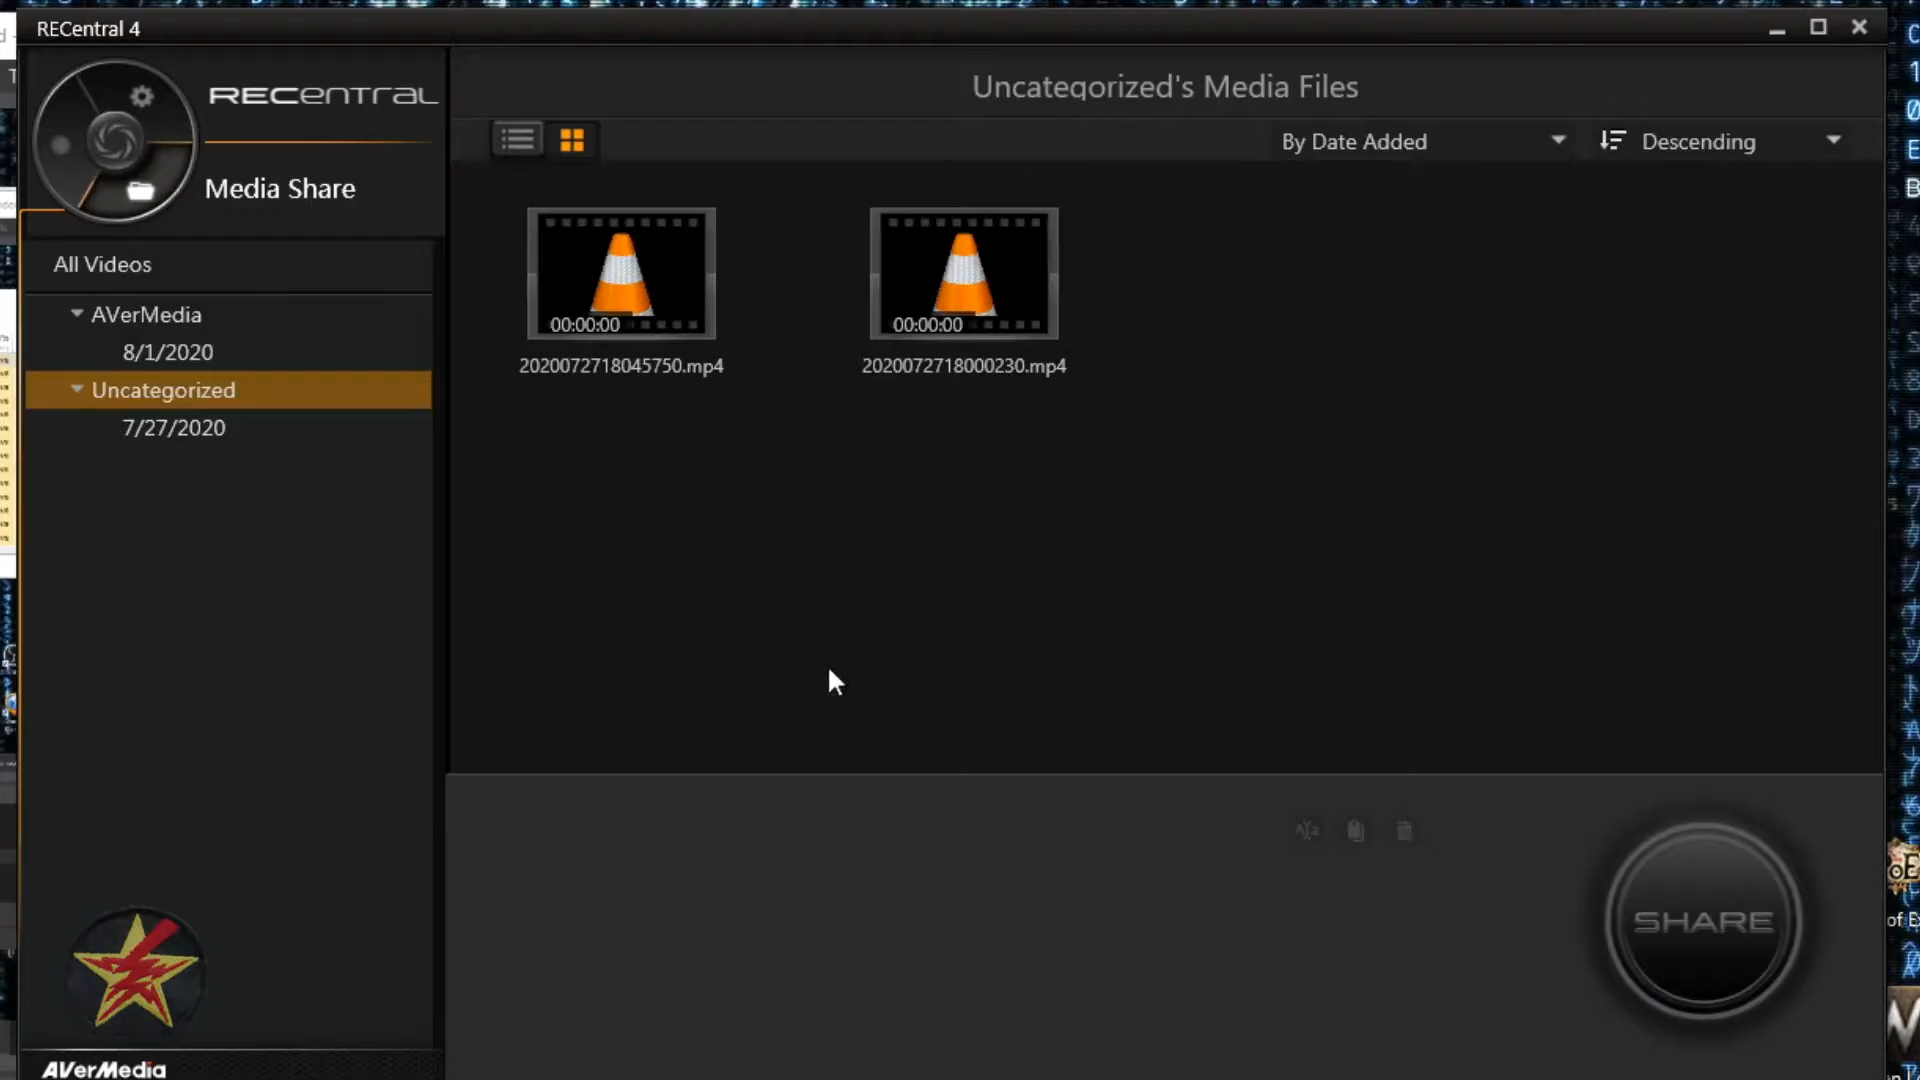 RECentral 4
RECENTRAL
Media Share
Uncategorized's Media Files
By Date Added
Descending
All Videos
AVerMedia
8/1/2020
Uncategorized
7/27/2020
00:00:00
00:00:00
2020072718045750.mp4
2020072718000230.mp4
SHARE
AVerMedia
of E